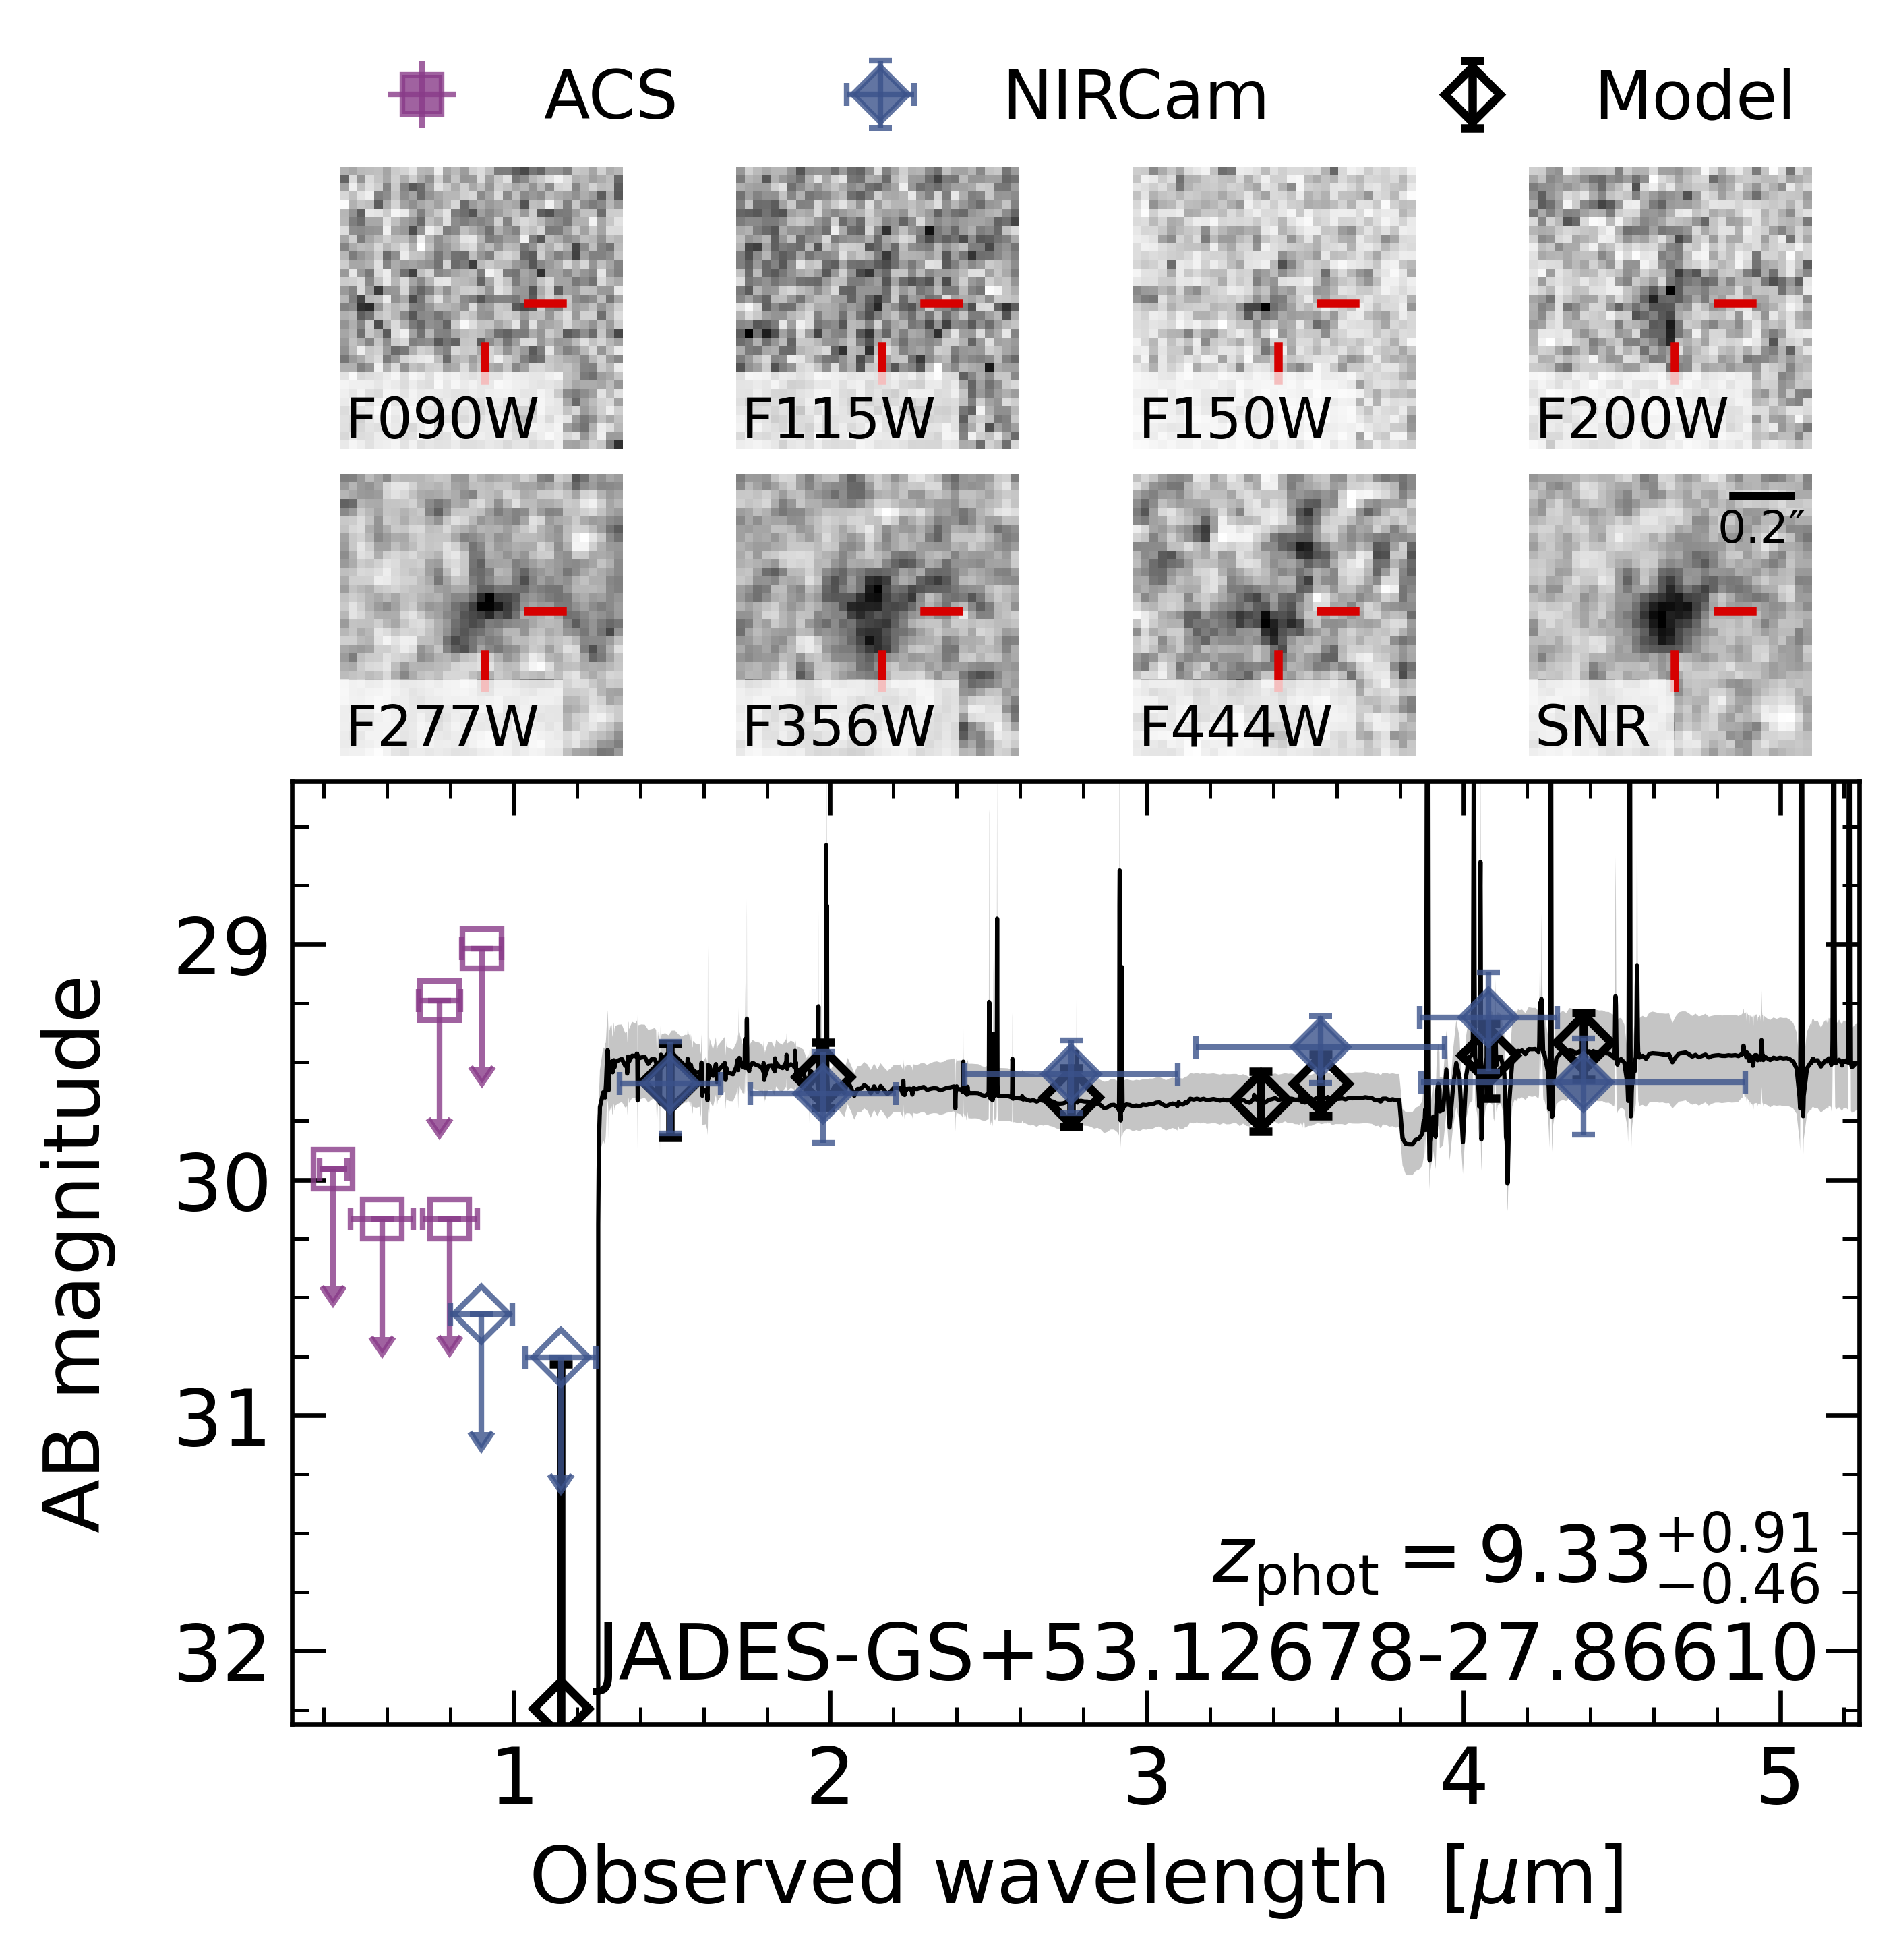 ACS NIRCam Model
F090W F115W F150W F200W
0.2″
F277W F356W F444W SNR
29
30
31
32
AB magnitude
z_phot = 9.33 +0.91 −0.46
JADES-GS+53.12678-27.86610
1 2 3 4 5
Observed wavelength [μm]